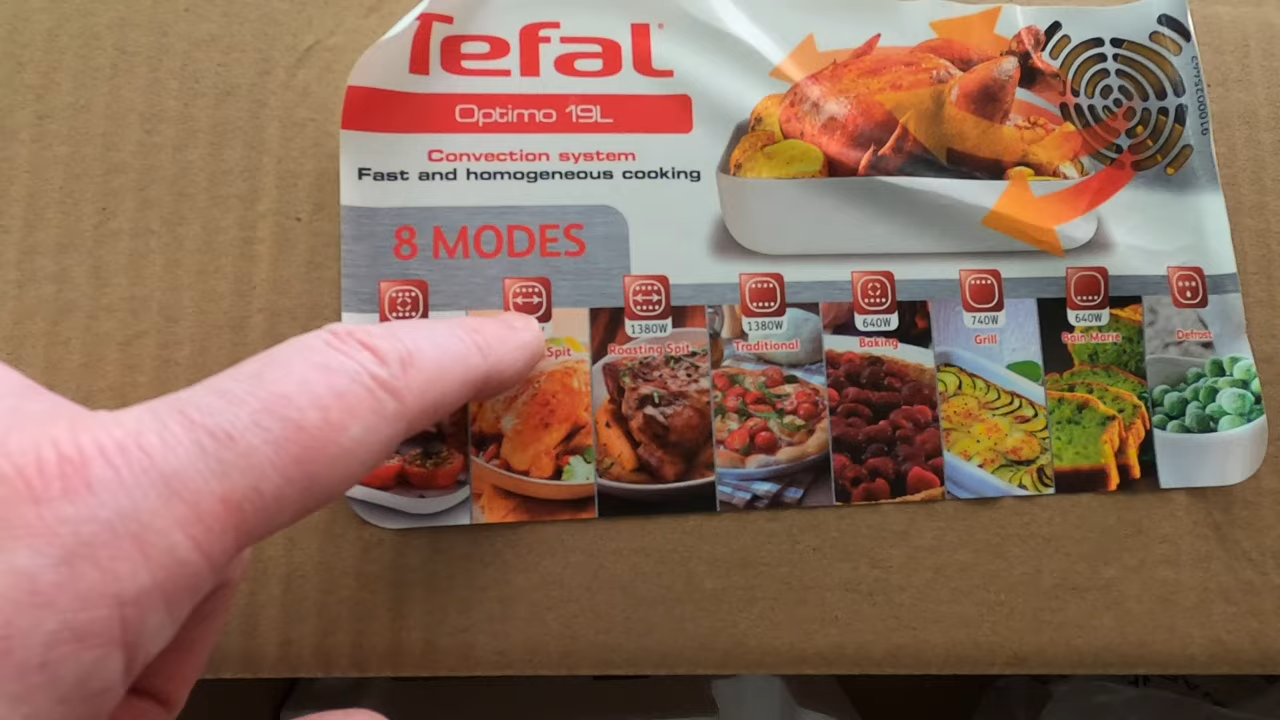 Tefal
Optimo 19L
Convection system
Fast and homogeneous cooking
8 MODES
1380W
1380W
640W
740W
640W
Spit
Roasting Spit
Traditional
Baking
Grill
Bain Marie
Defrost